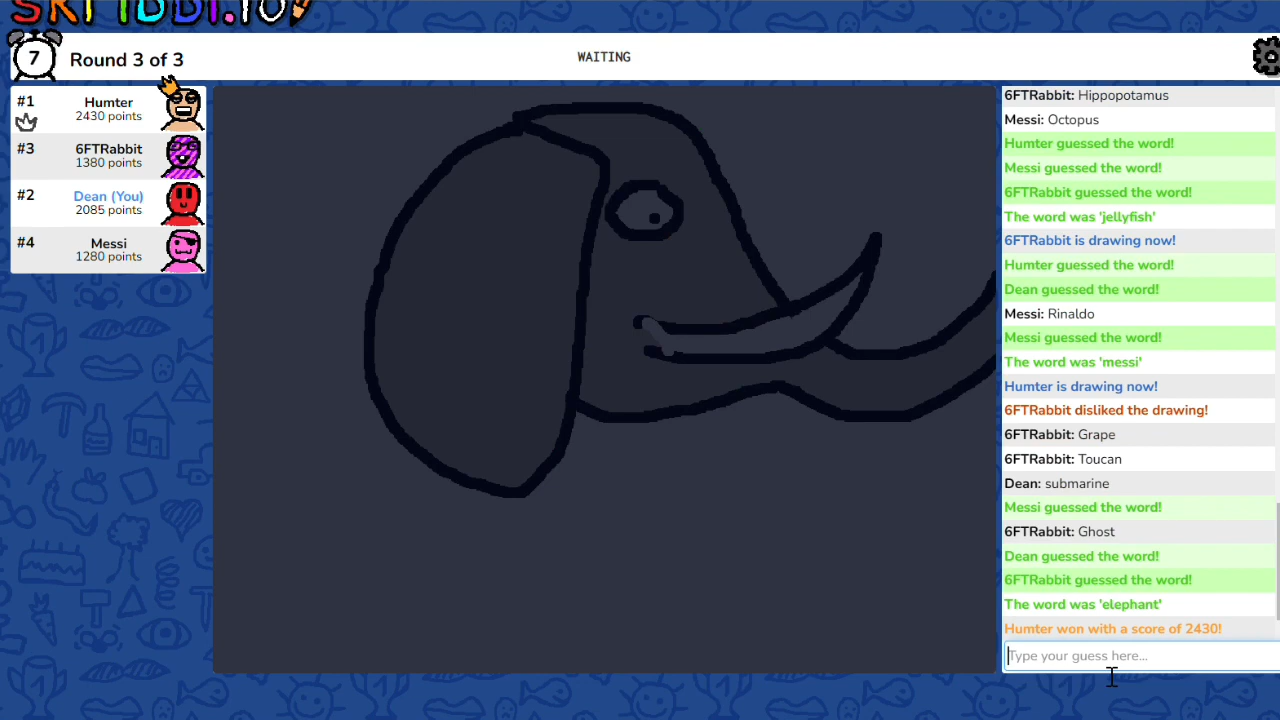 SKRIBBL.IO
7
Round 3 of 3
WAITING
#1
Humter
2430 points
#3
6FTRabbit
1380 points
#2
Dean (You)
2085 points
#4
Messi
1280 points
6FTRabbit: Hippopotamus
Messi: Octopus
Humter guessed the word!
Messi guessed the word!
6FTRabbit guessed the word!
The word was 'jellyfish'
6FTRabbit is drawing now!
Humter guessed the word!
Dean guessed the word!
Messi: Rinaldo
Messi guessed the word!
The word was 'messi'
Humter is drawing now!
6FTRabbit disliked the drawing!
6FTRabbit: Grape
6FTRabbit: Toucan
Dean: submarine
Messi guessed the word!
6FTRabbit: Ghost
Dean guessed the word!
6FTRabbit guessed the word!
The word was 'elephant'
Humter won with a score of 2430!
Type your guess here...